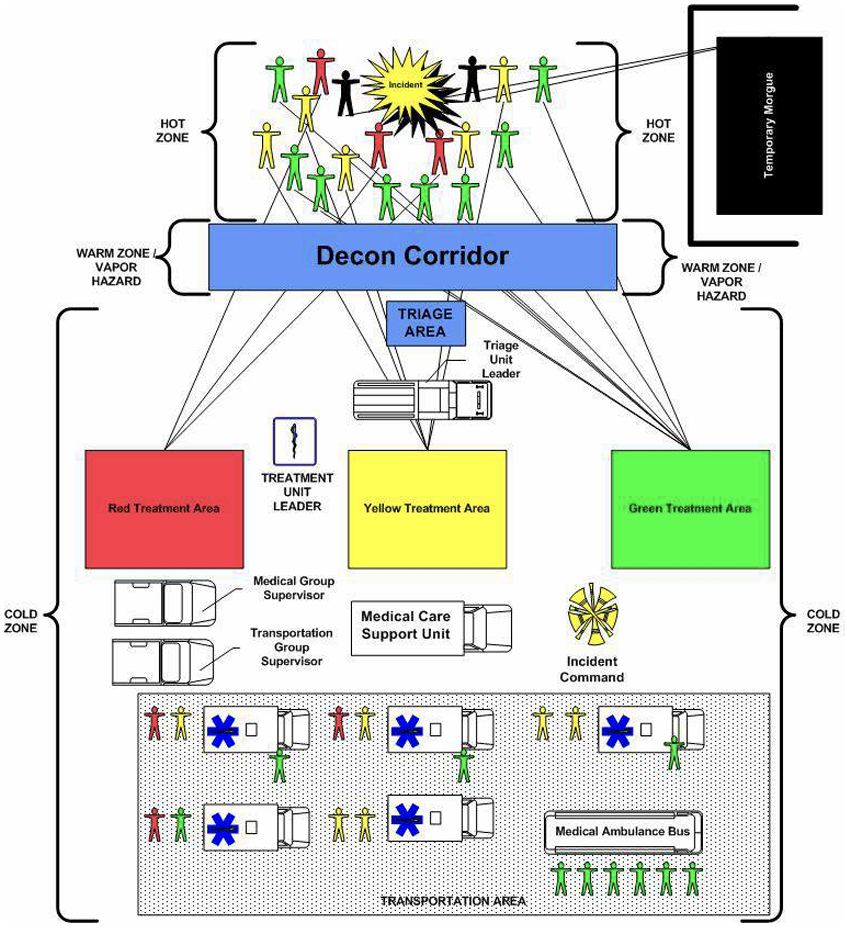 Incident
Temporary Morgue
HOT
ZONE
HOT
ZONE
Decon Corridor
WARM ZONE /
VAPOR
HAZARD
WARM ZONE /
VAPOR
HAZARD
TRIAGE
AREA
Triage
Unit
Leader
TREATMENT
UNIT
LEADER
Red Treatment Area
Yellow Treatment Area
Green Treatment Area
Medical Group
Supervisor
Transportation
Group
Supervisor
Medical Care
Support Unit
Incident
Command
COLD
ZONE
COLD
ZONE
Medical Ambulance Bus
TRANSPORTATION AREA